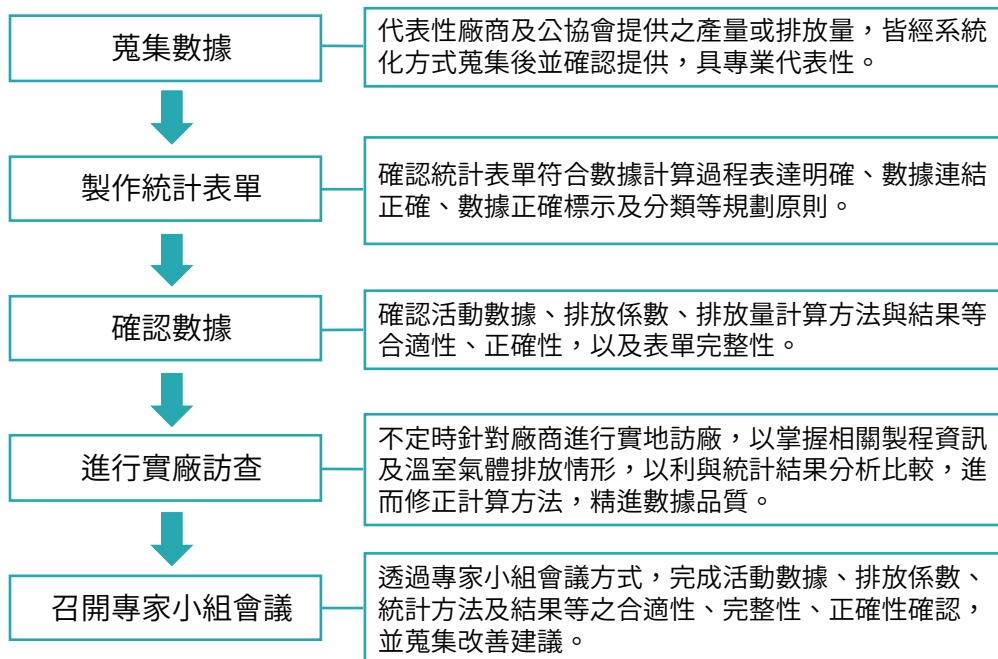 蒐集數據
代表性廠商及公協會提供之產量或排放量，皆經系統
化方式蒐集後並確認提供，具專業代表性。
製作統計表單
確認統計表單符合數據計算過程表達明確、數據連結
正確、數據正確標示及分類等規劃原則。
確認數據
確認活動數據、排放係數、排放量計算方法與結果等
合適性、正確性，以及表單完整性。
進行實廠訪查
不定時針對廠商進行實地訪廠，以掌握相關製程資訊
及溫室氣體排放情形，以利與統計結果分析比較，進
而修正計算方法，精進數據品質。
召開專家小組會議
透過專家小組會議方式，完成活動數據、排放係數、
統計方法及結果等之合適性、完整性、正確性確認，
並蒐集改善建議。